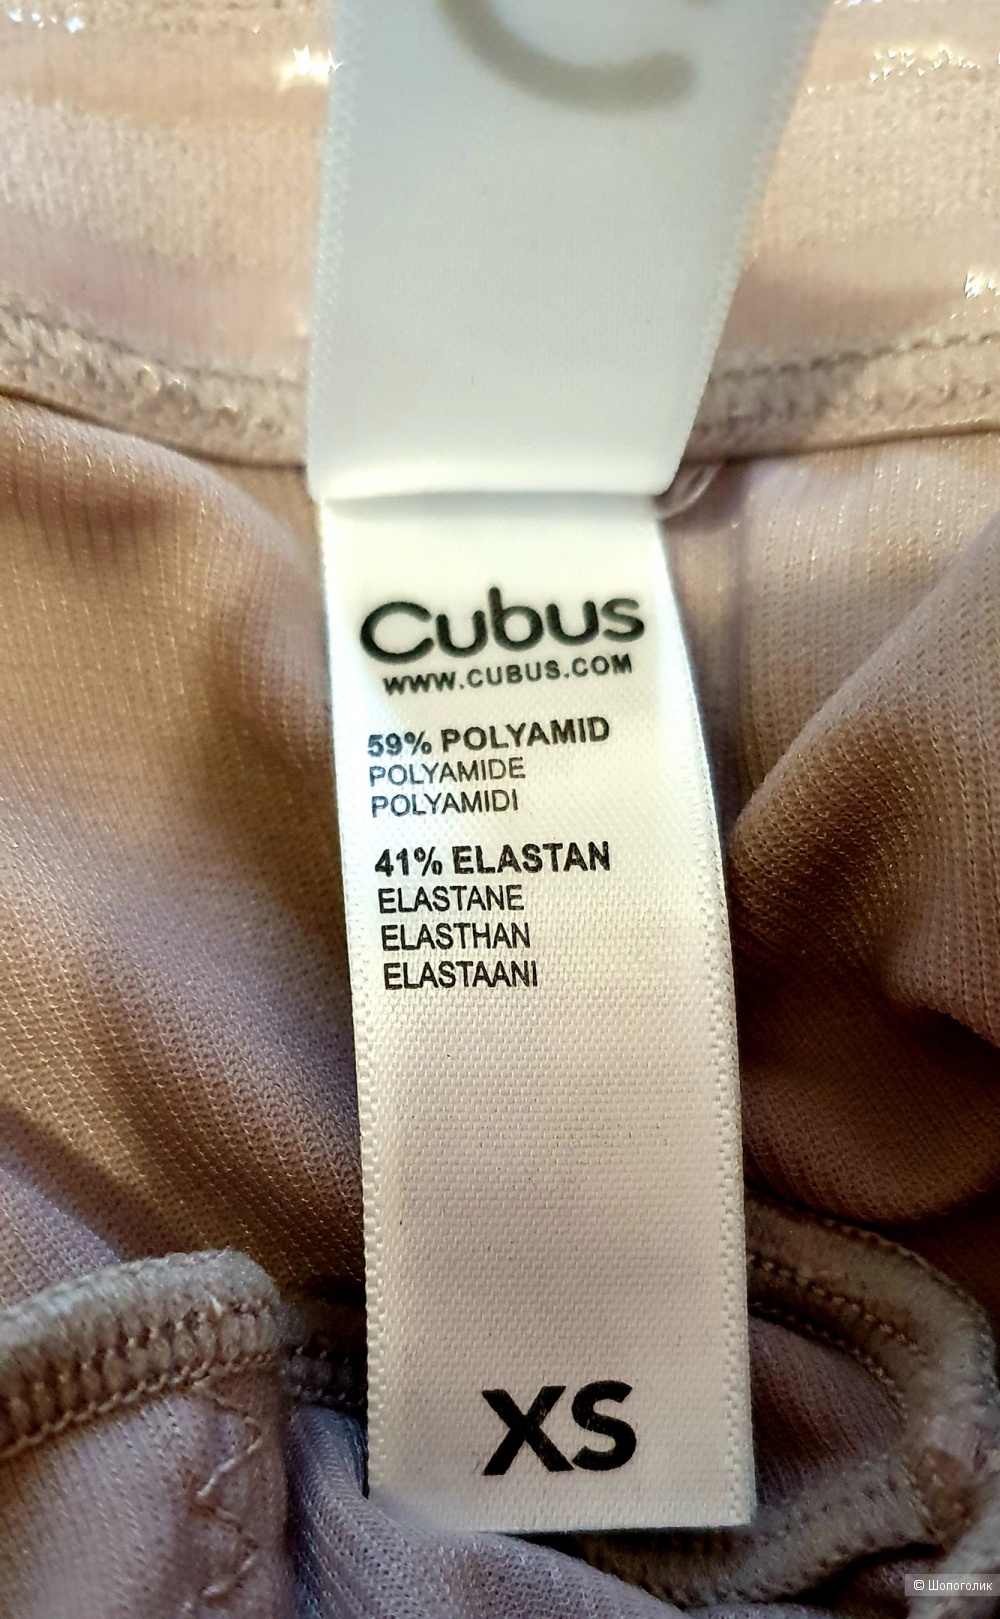 Cubus
WWW.CUBUS.COM
59% POLYAMID
POLYAMIDE
POLYAMIDI
41% ELASTAN
ELASTANE
ELASTHAN
ELASTAANI
XS
© Шопоголик